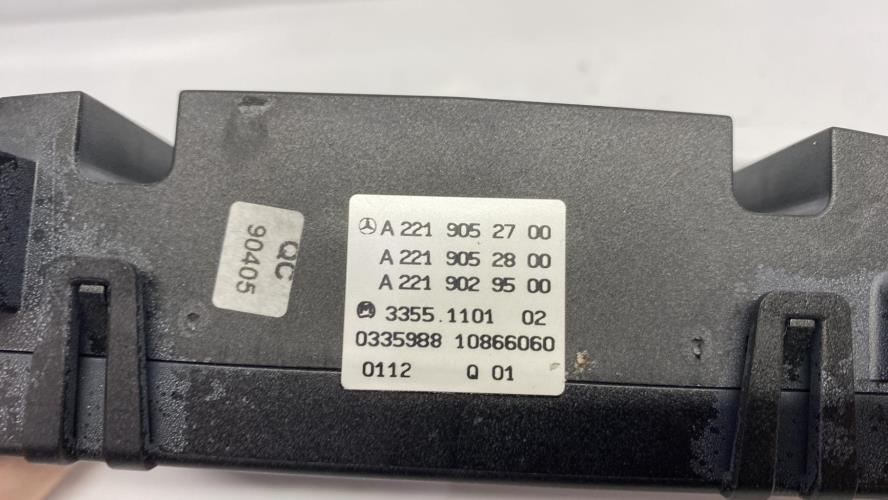 A 221 905 27 00
A 221 905 28 00
A 221 902 95 00
3355.1101 02
0335988 10866060
0112 Q 01
QC
90405